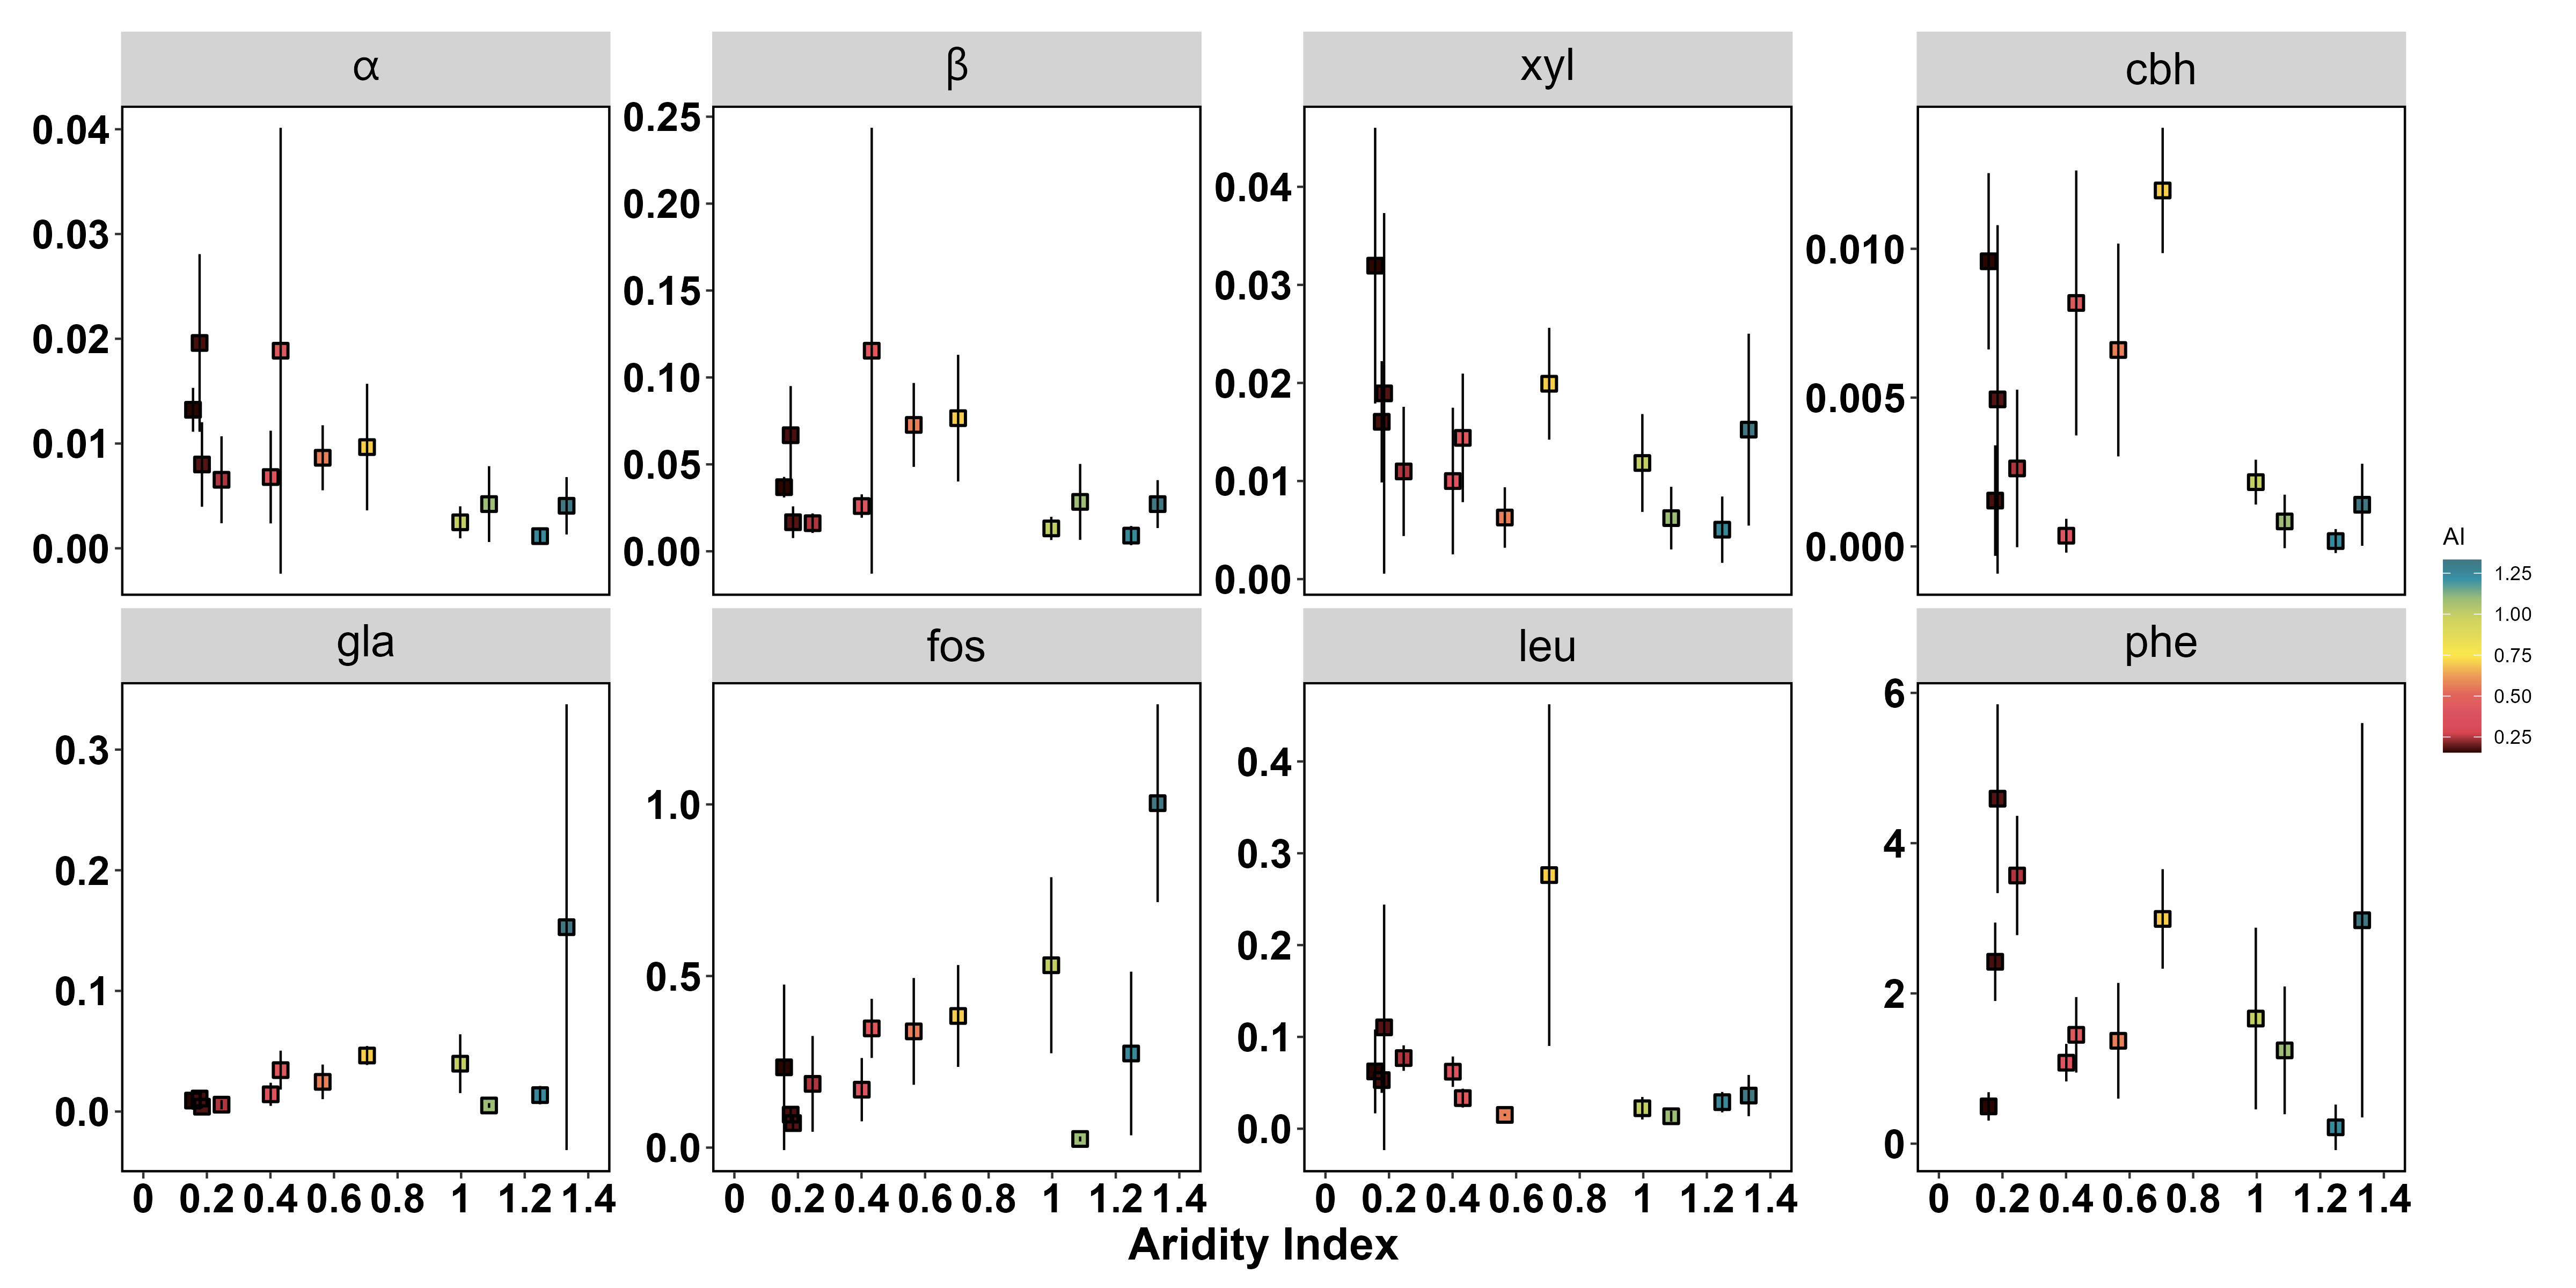 α β xyl cbh
0.04 0.25 0.04 0.010
0.03 0.20 0.03 0.005
0.02 0.15 0.02 0.000
0.01 0.10 0.01
0.00 0.05 0.00
0.00
AI
1.25
1.00
0.75
0.50
0.25
gla fos leu phe
0.3 1.0 0.4 6
0.2 0.5 0.3 4
0.1 0.0 0.2 2
0.0 0.1 0
0.0
0 0.2 0.4 0.6 0.8 1 1.2 1.4 0 0.2 0.4 0.6 0.8 1 1.2 1.4 0 0.2 0.4 0.6 0.8 1 1.2 1.4 0 0.2 0.4 0.6 0.8 1 1.2 1.4
Aridity Index